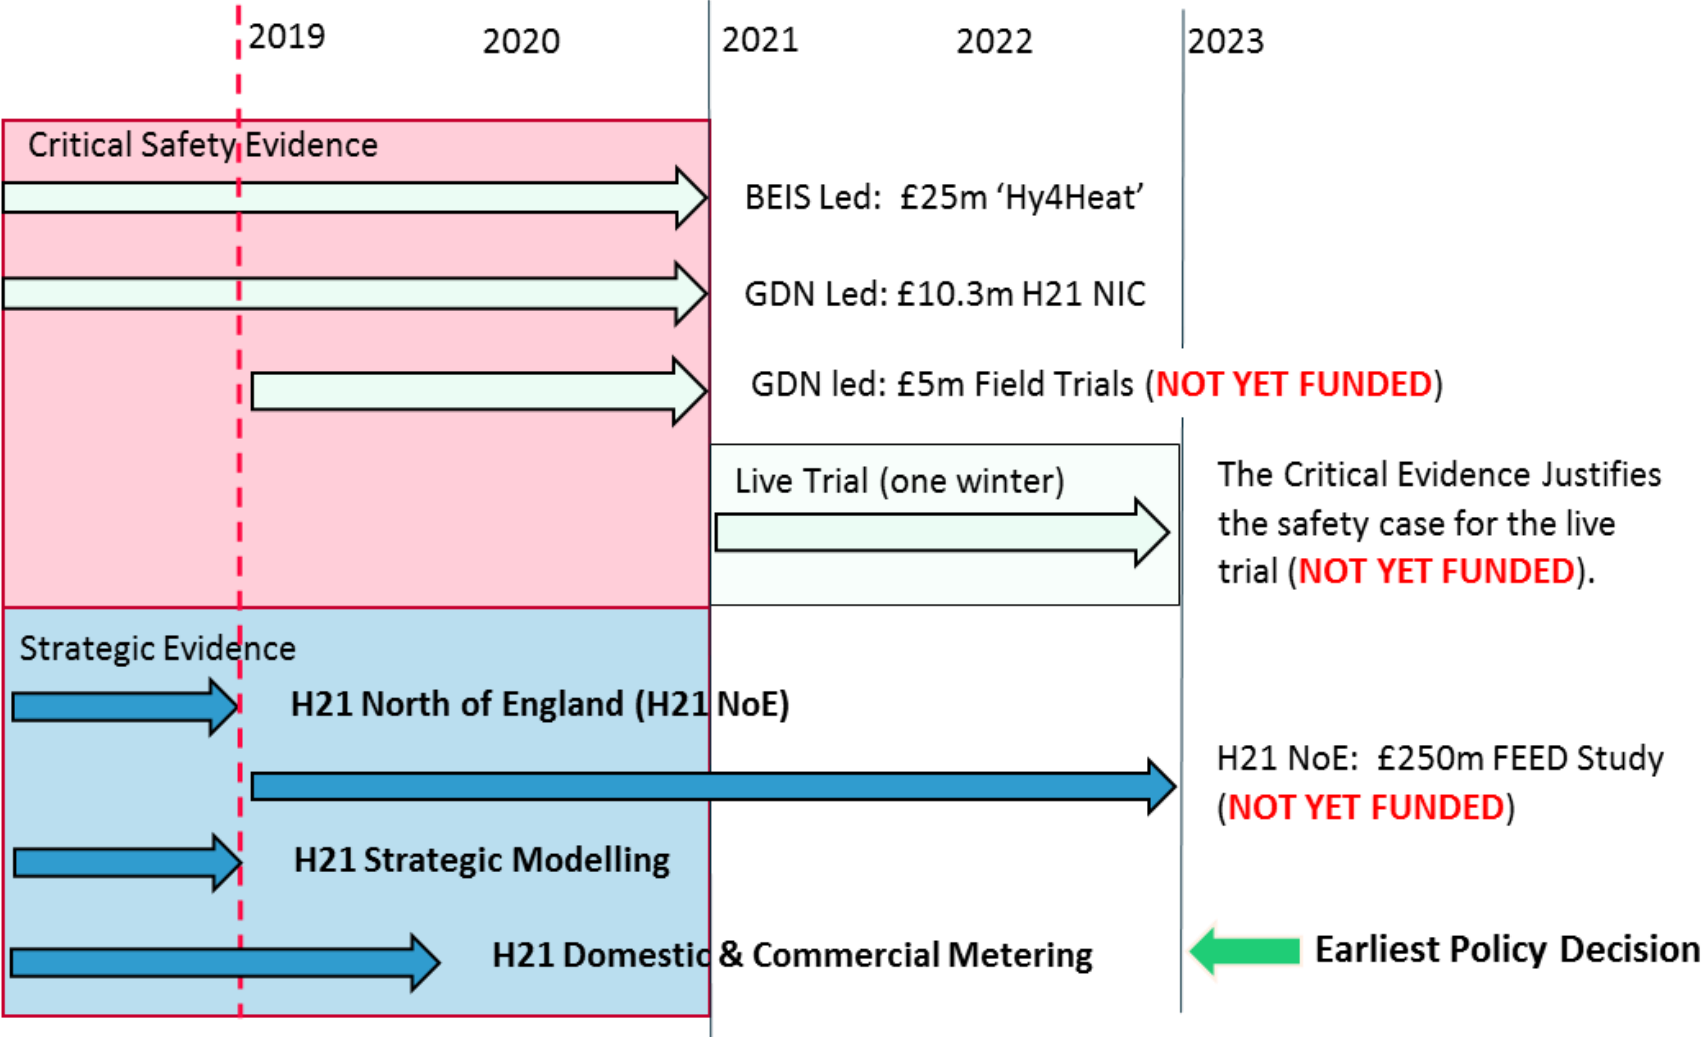 2019 2020 2021 2022 2023
Critical Safety Evidence
BEIS Led: £25m ‘Hy4Heat’
GDN Led: £10.3m H21 NIC
GDN led: £5m Field Trials (NOT YET FUNDED)
Live Trial (one winter)
The Critical Evidence Justifies
the safety case for the live
trial (NOT YET FUNDED).
Strategic Evidence
H21 North of England (H21 NoE)
H21 NoE: £250m FEED Study
(NOT YET FUNDED)
H21 Strategic Modelling
H21 Domestic & Commercial Metering
Earliest Policy Decision